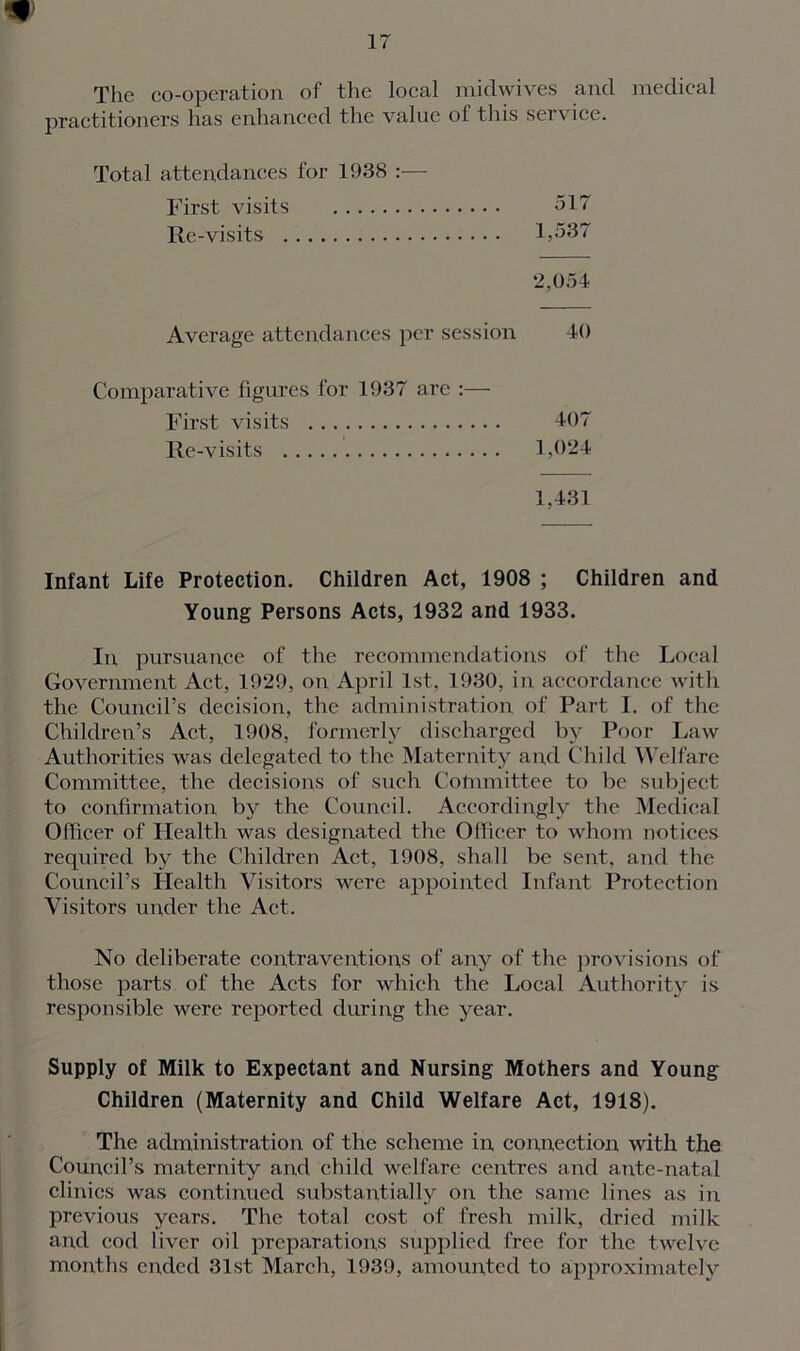 17
The co-operation of the local midwives and medical
practitioners has enhanced the value of this service.
Total attendances for 1938 :—
First visits .............. 517
Re-visits .................. 1,537
2,054
Average attendances per session 40
Comparative figures for 1937 are :—
First visits ................ 407
Re-visits .................. 1,024
1,431
Infant Life Protection. Children Act, 1908 ; Children and
Young Persons Acts, 1932 and 1933.
In pursuance of the recommendations of the Local
Government Act, 1929, on April 1st, 1930, in accordance with
the Council's decision, the administration of Part I. of the
Children's Act, 1908, formerly discharged by Poor Law
Authorities was delegated to the Maternity and Child Welfare
Committee, the decisions of such Committee to be subject
to confirmation by the Council. Accordingly the Medical
Officer of Health was designated the Officer to whom notices
required by the Children Act, 1908, shall be sent, and the
Council's Health Visitors were appointed Infant Protection
Visitors under the Act.
No deliberate contraventions of any of the provisions of
those parts of the Acts for which the Local Authority is
responsible were reported during the year.
Supply of Milk to Expectant and Nursing Mothers and Young
Children (Maternity and Child Welfare Act, 1918).
The administration of the scheme in connection with the
Council's maternity and child welfare centres and ante-natal
clinics was continued substantially on the same lines as in
previous years. The total cost of fresh milk, dried milk
and cod liver oil preparations supplied free for the twelve
months ended 31st March, 1939, amounted to approximately